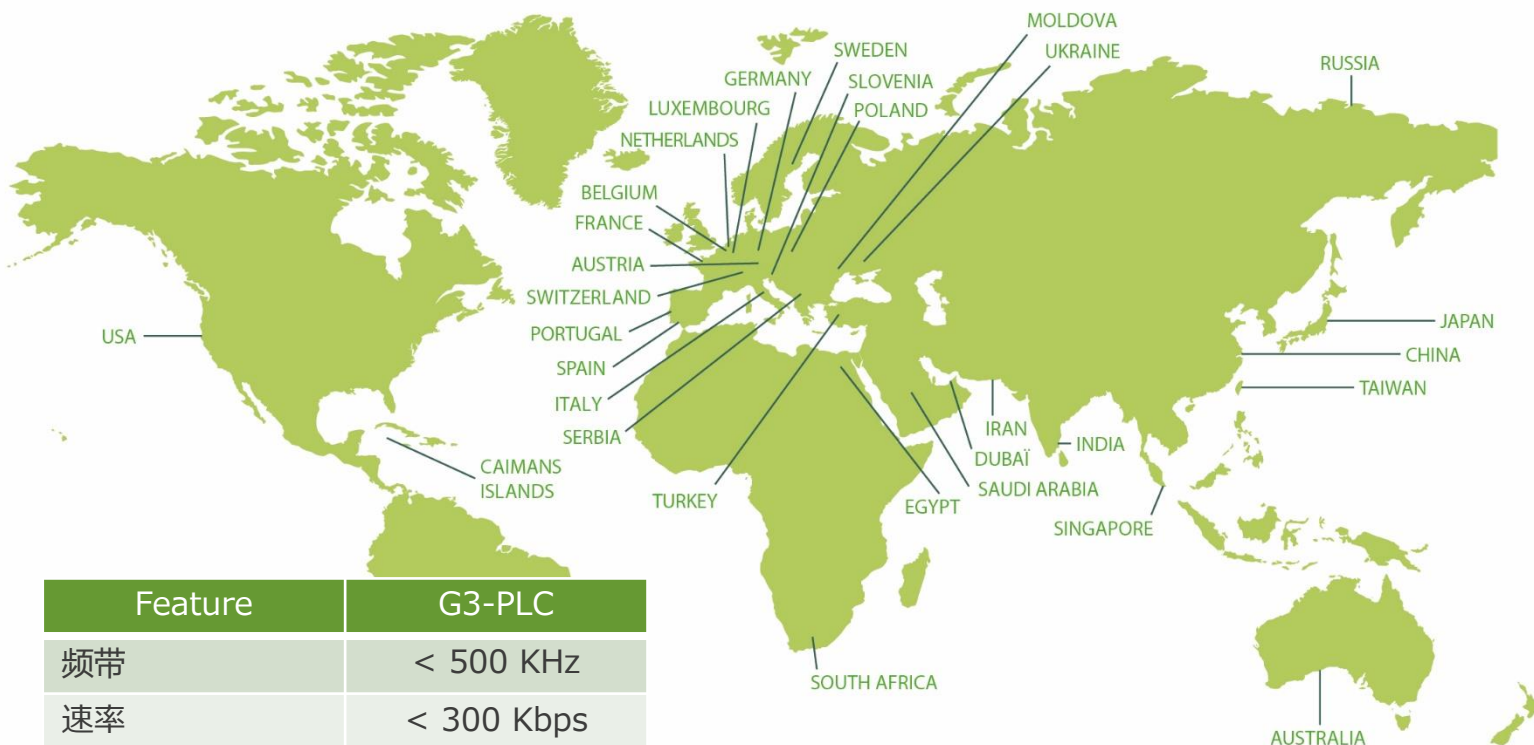 MOLDOVA
SWEDEN
UKRAINE
GERMANY
SLOVENIA
RUSSIA
LUXEMBOURG
POLAND
NETHERLANDS
BELGIUM
FRANCE
AUSTRIA
SWITZERLAND
PORTUGAL
USA
JAPAN
CHINA
SPAIN
TAIWAN
ITALY
SERBIA
IRAN
INDIA
DUBAÏ
CAIMANS
ISLANDS
TURKEY
EGYPT
SAUDI ARABIA
SINGAPORE
Feature G3-PLC
频带 < 500 KHz
速率 < 300 Kbps
SOUTH AFRICA
AUSTRALIA